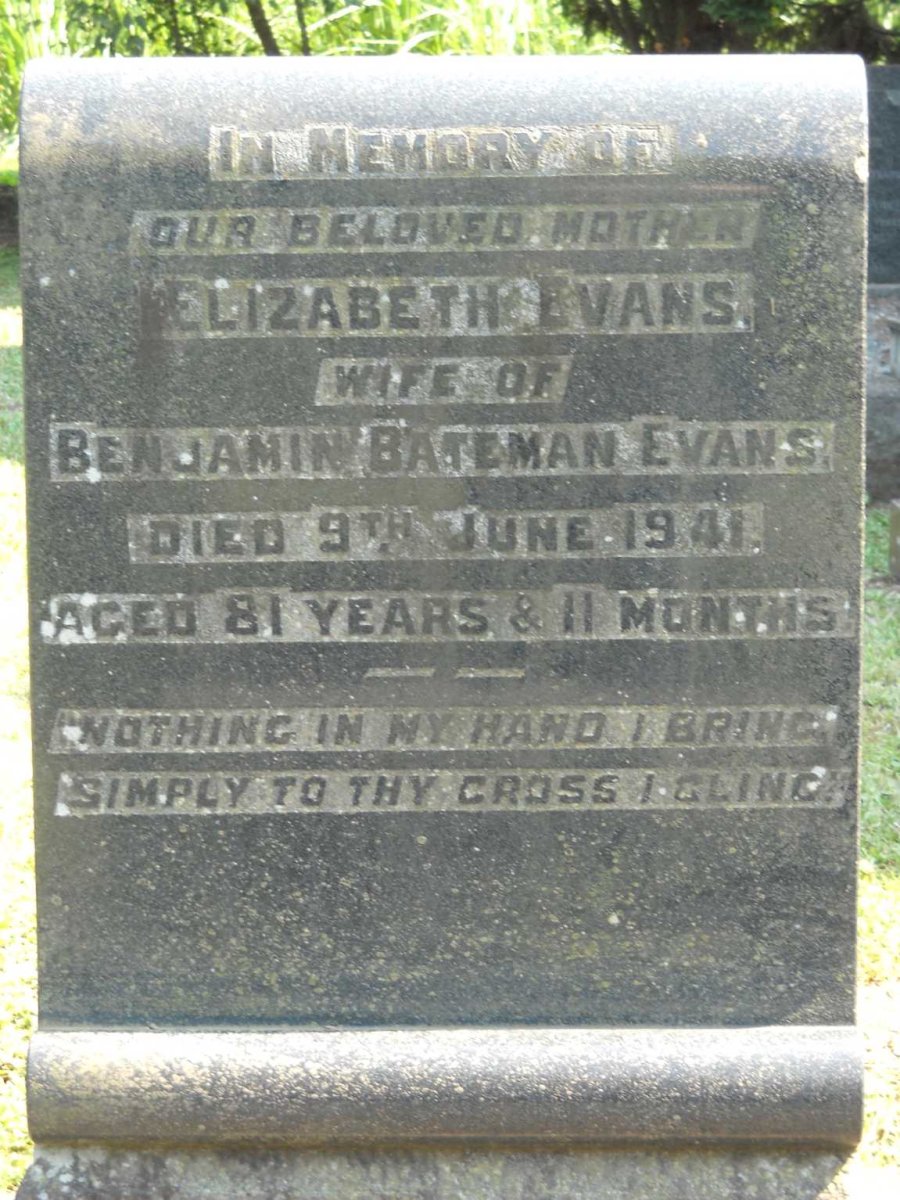 IN MEMORY OF
OUR BELOVED MOTHER
ELIZABETH EVANS.
WIFE OF
BENJAMIN BATEMAN EVANS.
DIED 9TH JUNE 1941.
AGED 81 YEARS & 11 MONTHS
"NOTHING IN MY HAND I BRING,
SIMPLY TO THY CROSS I CLING."